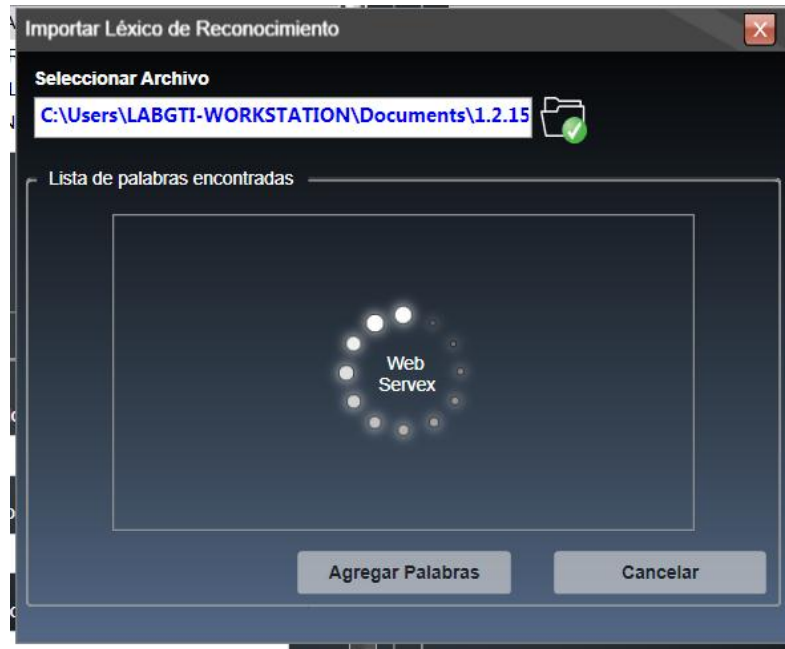 Importar Léxico de Reconocimiento
X
Seleccionar Archivo
C:\Users\LABGTI-WORKSTATION\Documents\1.2.15
Lista de palabras encontradas
Web
Servex
Agregar Palabras
Cancelar